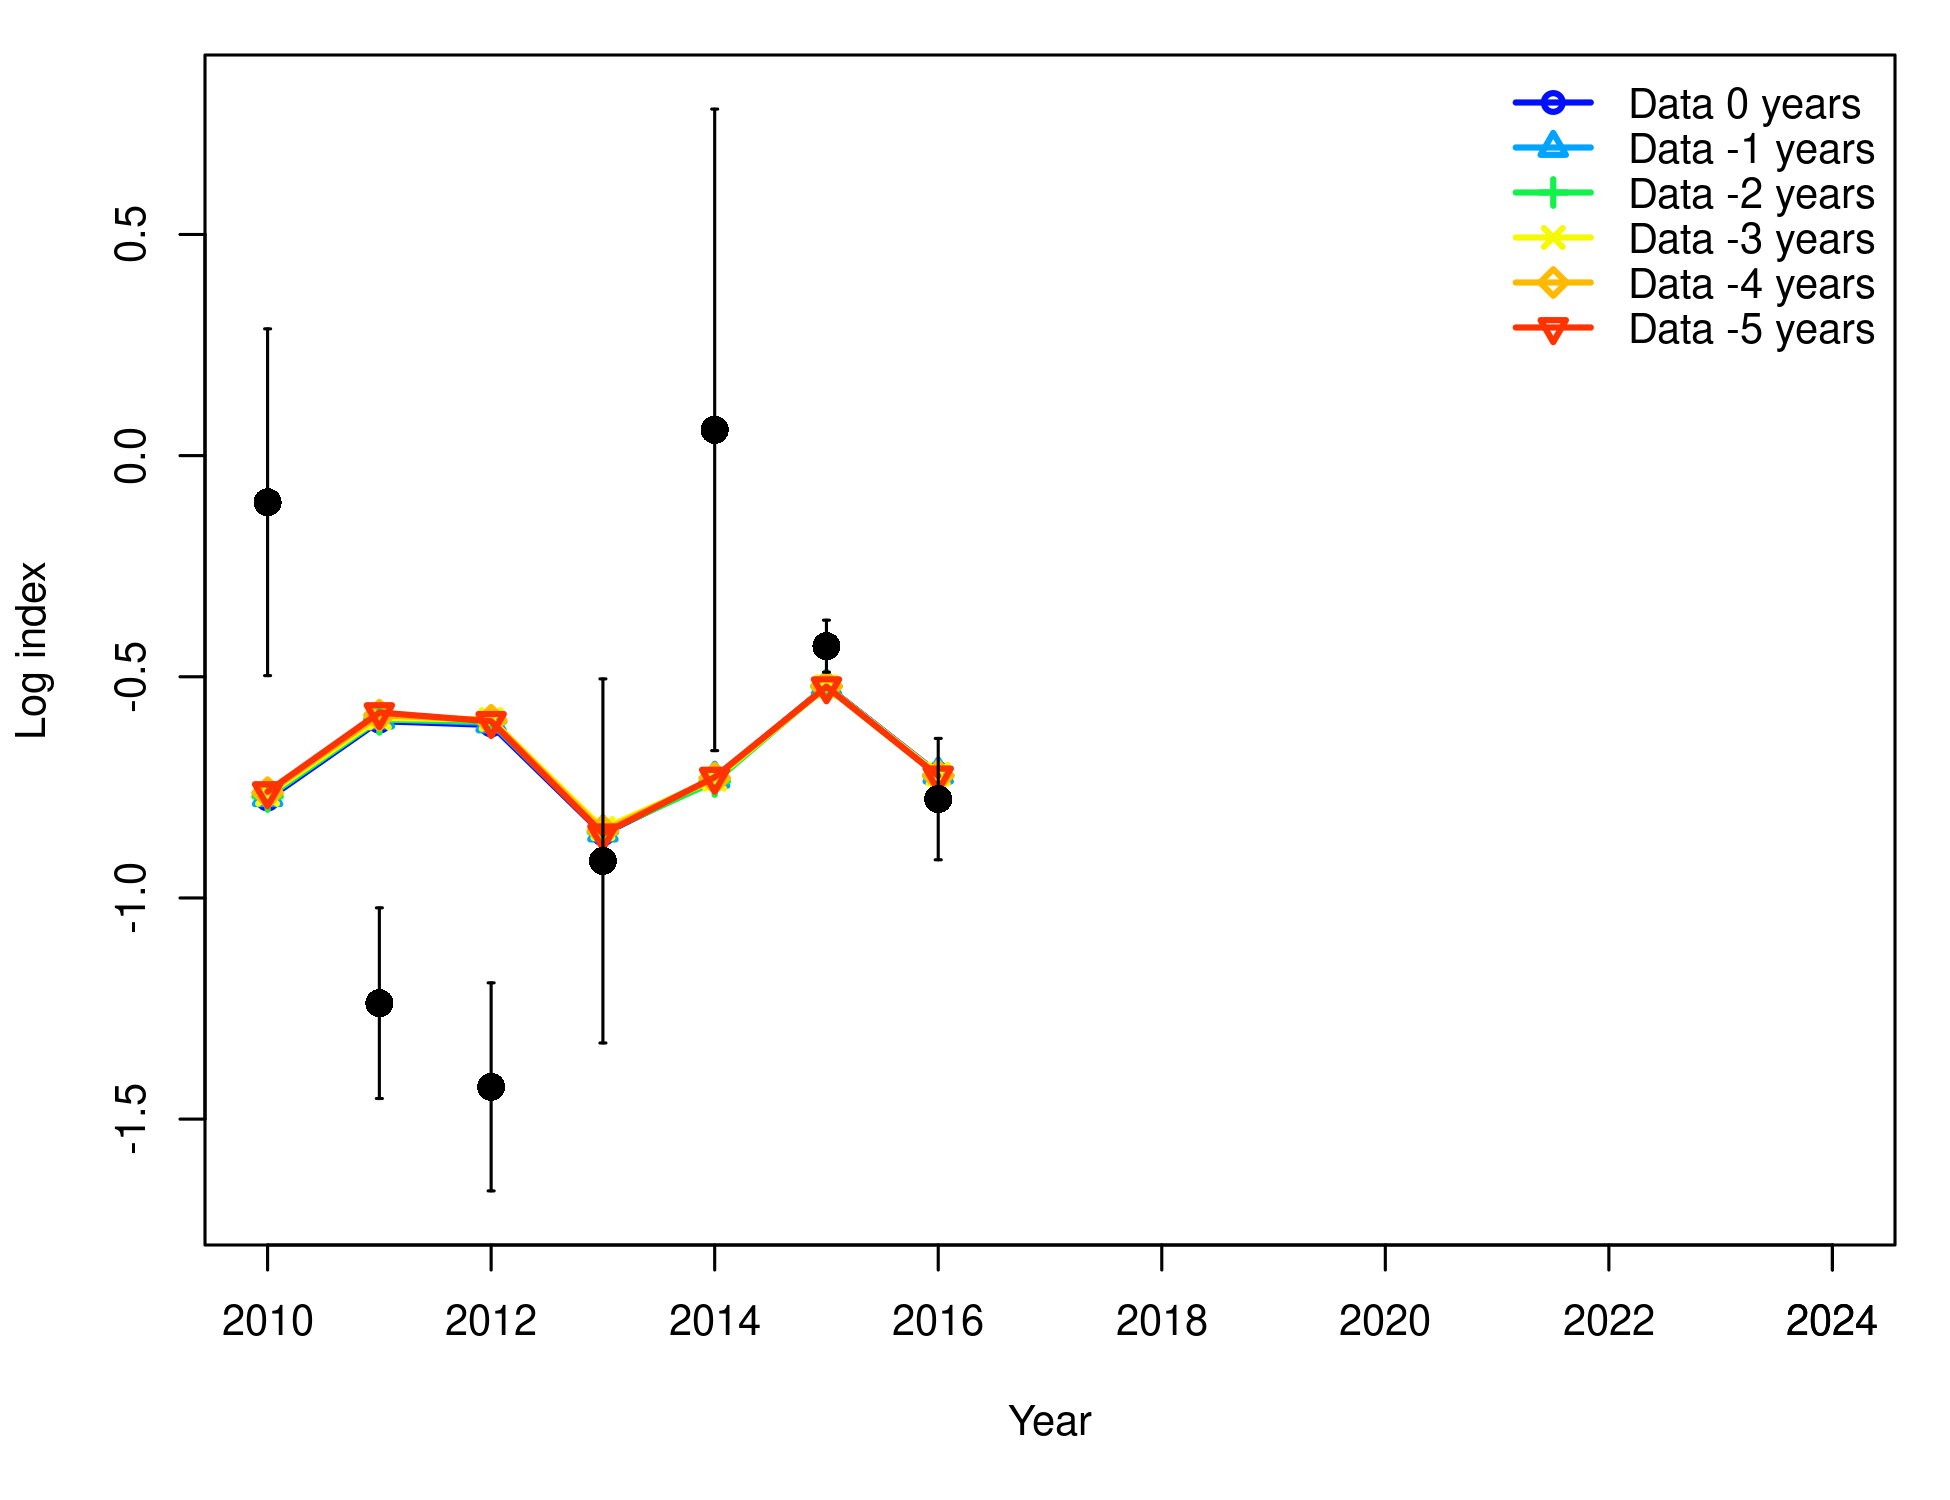 Data 0 years
Data -1 years
Data -2 years
Data -3 years
Data -4 years
Data -5 years
0.5
0.0
-0.5
-1.0
-1.5
Log index
2010 2012 2014 2016 2018 2020 2022 2024
Year